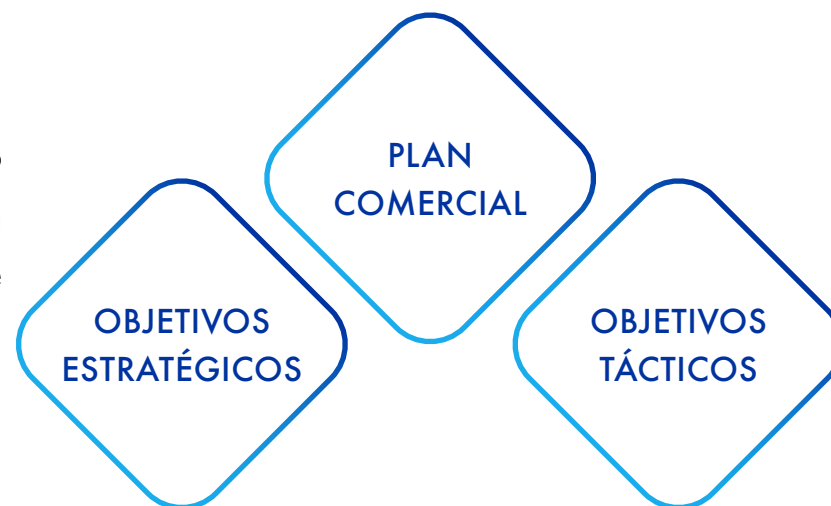 PLAN
COMERCIAL
OBJETIVOS
ESTRATÉGICOS
OBJETIVOS
TÁCTICOS